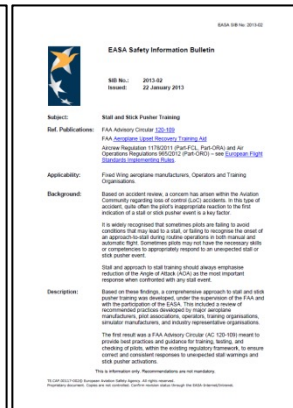 EASA SIB No: 2013-02
EASA Safety Information Bulletin
SIB No.: 2013-02
Issued: 22 January 2013
Subject: Stall and Stick Pusher Training
Ref. Publications: FAA Advisory Circular 120-109
FAA Aeroplane Upset Recovery Training Aid
Aircrew Regulation 1178/2011 (Part-FCL, Part-ORA) and Air
Operations Regulations 965/2012 (Part-ORO) – see European Flight
Standards Implementing Rules.
Applicability: Fixed Wing aeroplane manufacturers, Operators and Training
Organisations.
Background: Based on accident review, a concern has arisen within the Aviation
Community regarding loss of control (LoC) accidents. In this type of
accident, quite often the pilot's inappropriate reaction to the first
indication of a stall or stick pusher event is a key factor.
It is widely recognised that sometimes pilots are failing to avoid
conditions that may lead to a stall, or failing to recognise the onset of
an approach-to-stall during routine operations in both manual and
automatic flight. Sometimes pilots may not have the necessary skills
or competencies to appropriately respond to an unexpected stall or
stick pusher event.
Stall and approach to stall training should always emphasise
reduction of the Angle of Attack (AOA) as the most important
response when confronted with any stall event.
Description: Based on these findings, a comprehensive approach to stall and stick
pusher training was developed, under the supervision of the FAA and
with the participation of the EASA. This included a review of
recommended practices developed by major aeroplane
manufacturers, pilot associations, operators, training organisations,
simulator manufacturers, and industry representative organisations.
The first result was a FAA Advisory Circular (AC 120-109) meant to
provide best practices and guidance for training, testing, and
checking of pilots, within the existing regulatory framework, to ensure
correct and consistent responses to unexpected stall warnings and
stick pusher activations.
This is information only. Recommendations are not mandatory.